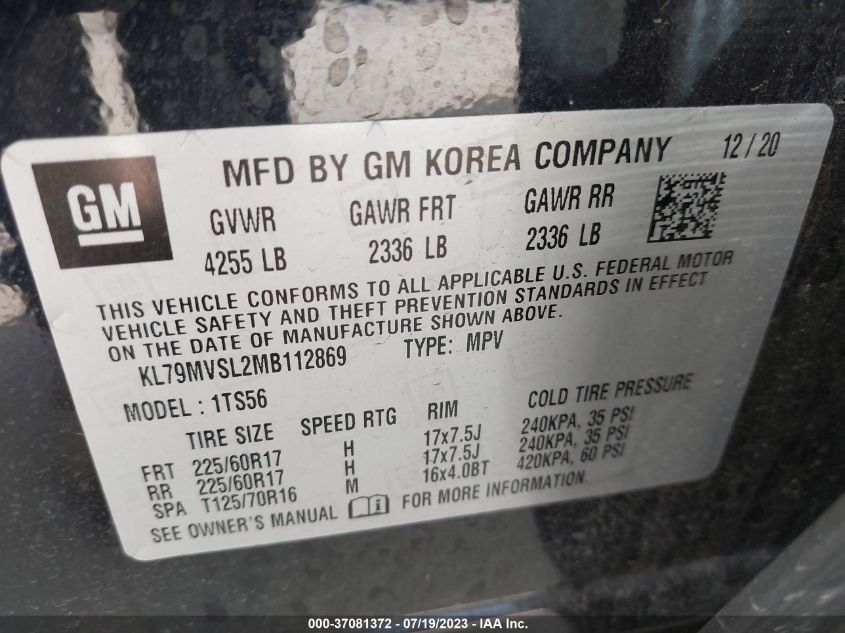 GM
MFD BY GM KOREA COMPANY 12/20
GVWR GAWR FRT GAWR RR
4255 LB 2336 LB 2336 LB
THIS VEHICLE CONFORMS TO ALL APPLICABLE U.S. FEDERAL MOTOR
VEHICLE SAFETY AND THEFT PREVENTION STANDARDS IN EFFECT
ON THE DATE OF MANUFACTURE SHOWN ABOVE.
KL79MVSL2MB112869 TYPE: MPV
MODEL : 1TS56
TIRE SIZE SPEED RTG RIM COLD TIRE PRESSURE
FRT 225/60R17 H 17x7.5J 240KPA, 35 PSI
RR 225/60R17 H 17x7.5J 240KPA, 35 PSI
SPA T125/70R16 M 16x4.0BT 420KPA, 60 PSI
SEE OWNER'S MANUAL FOR MORE INFORMATION
000-37081372 - 07/19/2023 - IAA Inc.